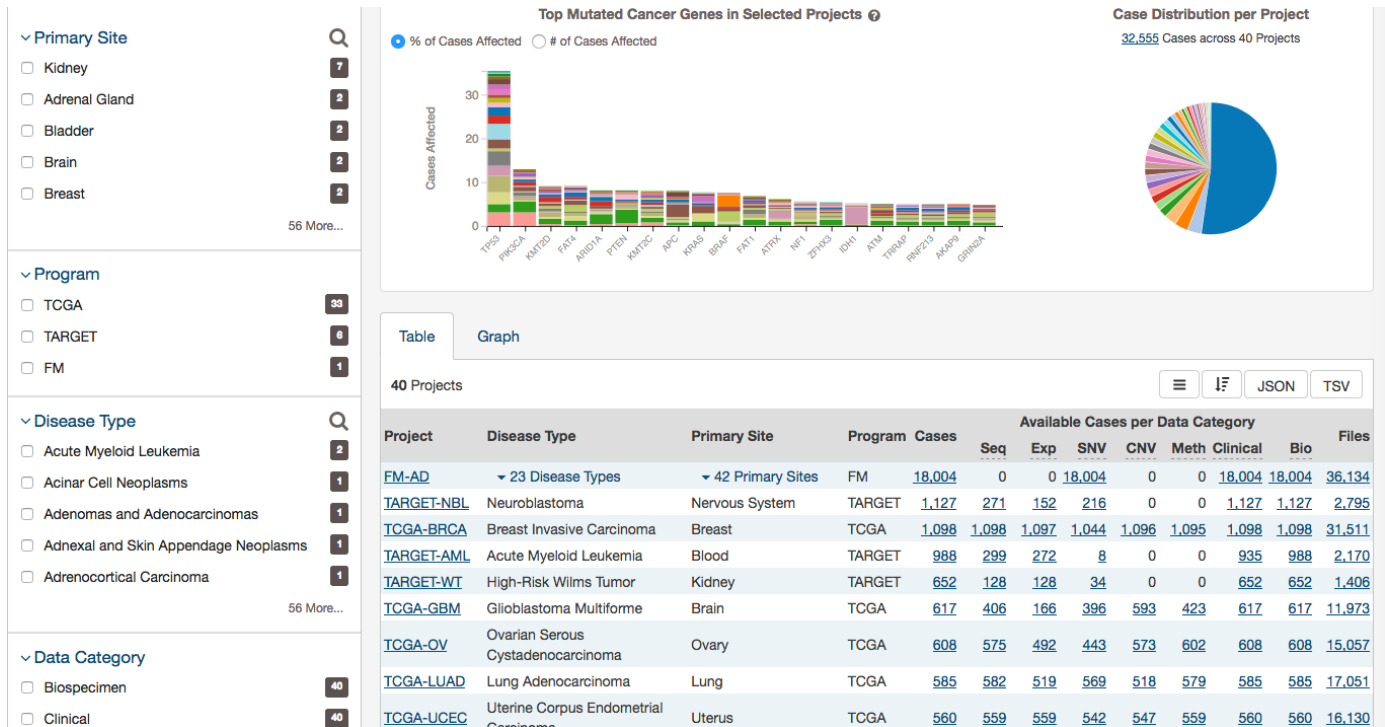 Primary Site
Kidney 7
Adrenal Gland 2
Bladder 2
Brain 2
Breast 2
56 More...
Program
TCGA 33
TARGET 6
FM 1
Disease Type
Acute Myeloid Leukemia 2
Acinar Cell Neoplasms 1
Adenomas and Adenocarcinomas 1
Adnexal and Skin Appendage Neoplasms 1
Adrenocortical Carcinoma 1
56 More...
Data Category
Biospecimen 40
Clinical 40
Top Mutated Cancer Genes in Selected Projects
% of Cases Affected # of Cases Affected
Cases Affected
30
20
10
0
TP53 PIK3CA KMT2D FAT4 ARID1A PTEN KMT2C APC KRAS BRAF FAT1 ATRX NF1 ZFHX3 IDH1 ATM TRRAP RNF213 AKAP9 GRIN2A
Case Distribution per Project
32,555 Cases across 40 Projects
Table Graph
40 Projects JSON TSV
Available Cases per Data Category
Project Disease Type Primary Site Program Cases Seq Exp SNV CNV Meth Clinical Bio Files
FM-AD 23 Disease Types 42 Primary Sites FM 18,004 0 0 18,004 0 0 18,004 18,004 36,134
TARGET-NBL Neuroblastoma Nervous System TARGET 1,127 271 152 216 0 0 1,127 1,127 2,795
TCGA-BRCA Breast Invasive Carcinoma Breast TCGA 1,098 1,098 1,097 1,044 1,096 1,095 1,098 1,098 31,511
TARGET-AML Acute Myeloid Leukemia Blood TARGET 988 299 272 8 0 0 935 988 2,170
TARGET-WT High-Risk Wilms Tumor Kidney TARGET 652 128 128 34 0 0 652 652 1,406
TCGA-GBM Glioblastoma Multiforme Brain TCGA 617 406 166 396 593 423 617 617 11,973
Ovarian Serous
TCGA-OV Cystadenocarcinoma Ovary TCGA 608 575 492 443 573 602 608 608 15,057
TCGA-LUAD Lung Adenocarcinoma Lung TCGA 585 582 519 569 518 579 585 585 17,051
Uterine Corpus Endometrial
TCGA-UCEC Carcinoma Uterus TCGA 560 559 559 542 547 559 560 560 16,130